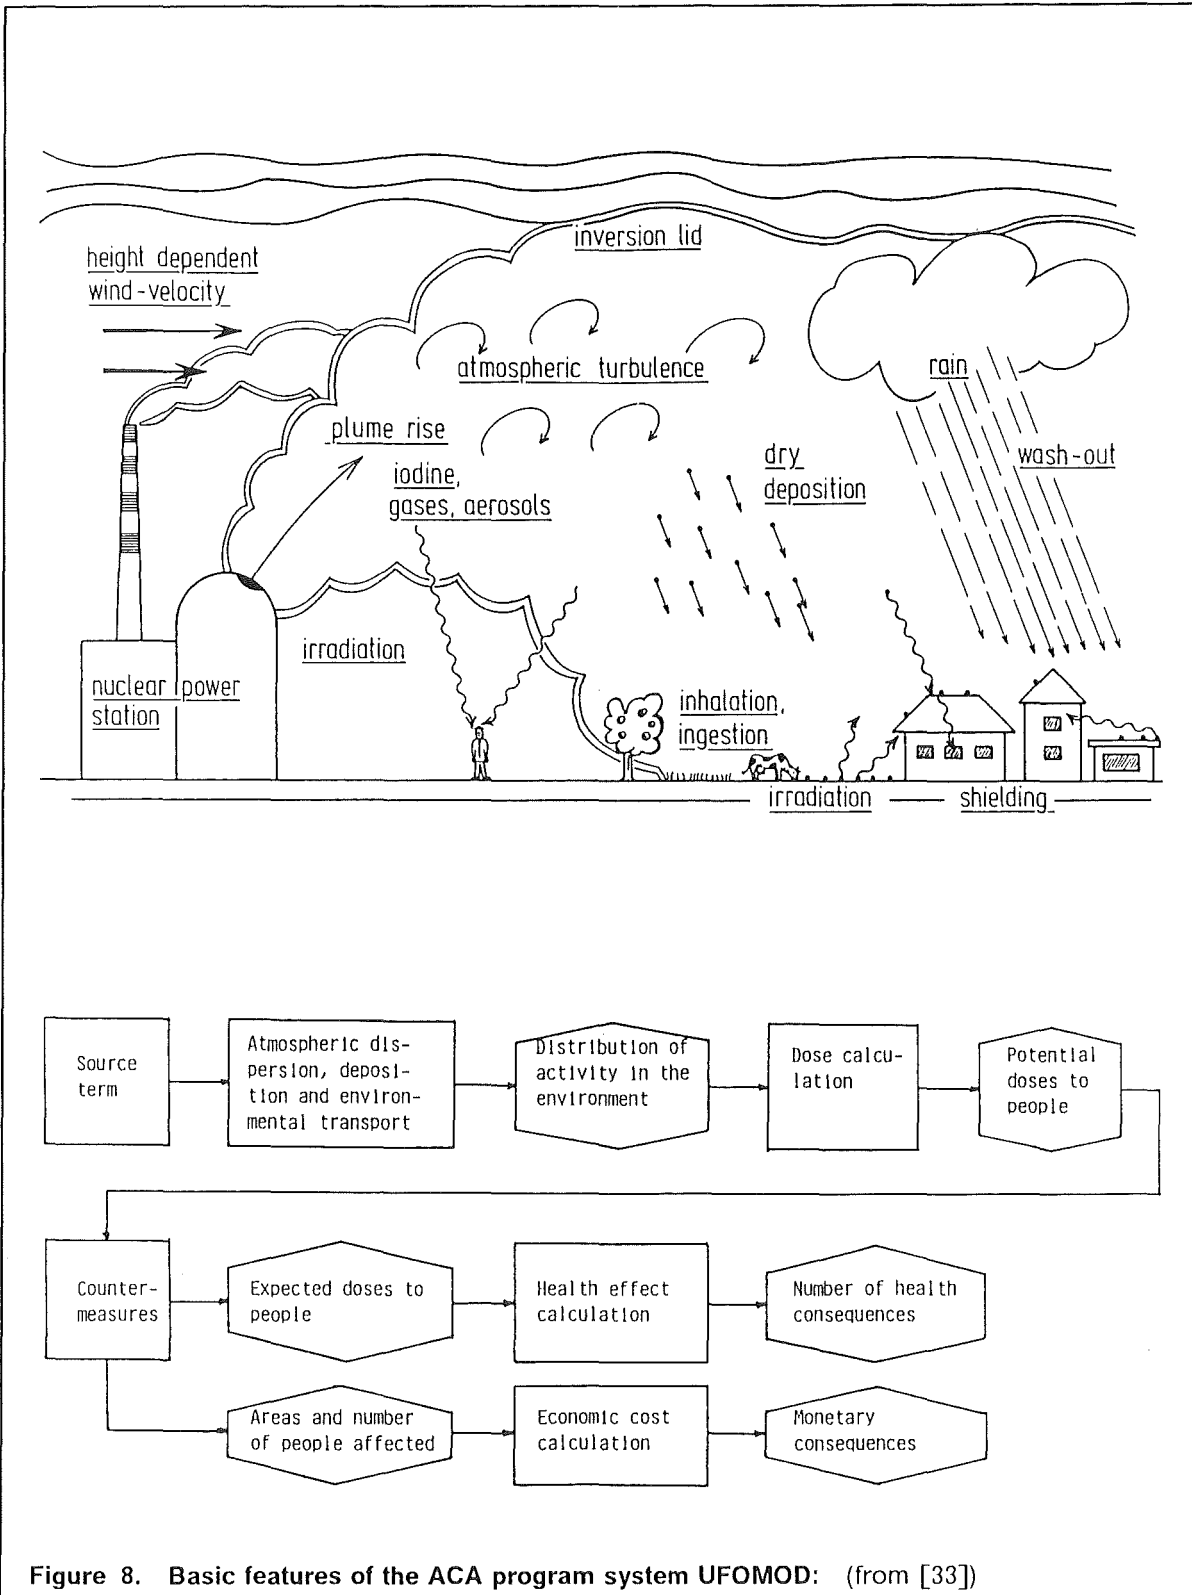 inversion lid
height dependent
wind-velocity
atmospheric turbulence
rain
plume rise
wash-out
dry
deposition
iodine,
gases, aerosols
irradiation
nuclear power
station
inhalation,
ingestion
irradiation
shielding
Source
term
Atmospheric dis-
persion, deposi-
tion and environ-
mental transport
Distribution of
activity in the
environment
Dose calcu-
lation
Potential
doses to
people
Counter-
measures
Expected doses to
people
Health effect
calculation
Number of health
consequences
Areas and number
of people affected
Economic cost
calculation
Monetary
consequences
Figure 8. Basic features of the ACA program system UFOMOD: (from [33])